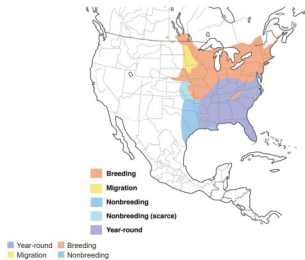 Breeding
Migration
Nonbreeding
Nonbreeding (scarce)
Year-round
Year-round Breeding
Migration Nonbreeding